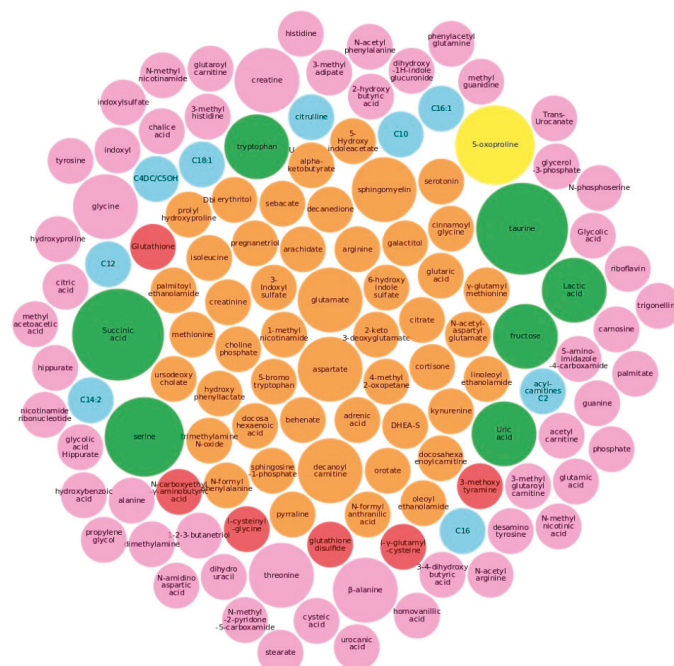 histidine
N-acetyl
phenylalanine
phenylacetyl
glutamine
N-methyl
nicotinamide
glutaroyl
carnitine
creatine
3-methyl
adipate
dihydroxy
-1H-indole
glucuronide
methyl
guanidine
2-hydroxy
butyric
acid
C16:1
indoxylsulfate
chalice
acid
3-methyl
histidine
citrulline
C10
5-oxoproline
Trans-
Urocanate
tyrosine
indoxyl
C18:1
tryptophan
U
5-
Hydroxy
indoleacetate
glycerol
-3-phosphate
C4DC/C5OH
alpha-
ketobutyrate
sphingomyelin
serotonin
N-phosphoserine
glycine
DbI
erythritol
sebacate
decanedione
taurine
prolyl
hydroxyproline
cinnamoyl
glycine
Glycolic
acid
hydroxyproline
Glutathione
pregnanetriol
arachidate
arginine
galactitol
C12
isoleucine
riboflavin
citric
acid
palmitoyl
ethanolamide
3-
Indoxyl
sulfate
6-hydroxy
indole
sulfate
glutaric
acid
γ-glutamyl
methionine
Lactic
acid
trigonellin
creatinine
glutamate
methyl
acetoacetic
acid
Succinic
acid
methionine
1-methyl
nicotinamide
2-keto
3-deoxyglutamate
citrate
N-acetyl-
aspartyl
glutamate
fructose
carnosine
choline
phosphate
5-amino-
imidazole
-4-carboxamide
hippurate
ursodeoxy
cholate
aspartate
cortisone
linoleoyl
ethanolamide
palmitate
hydroxy
phenyllactate
5-bromo
tryptophan
4-methyl
2-oxopetane
acyl-
carnitines
C2
C14:2
guanine
nicotinamide
ribonucleotide
kynurenine
serine
docosa
hexaenoic
acid
behenate
adrenic
acid
DHEA-S
Uric
acid
acetyl
carnitine
glycolic
acid
Hippurate
trimethylamine
N-oxide
phosphate
docosahexa
enoylcarnitine
hydroxybenzoic
acid
alanine
N-carboxyethyl
-γ-aminobutyric
acid
N-formyl
phenylalanine
sphingosine
-1-phosphate
decanoyl
carnitine
orotate
3-methoxy
tyramine
3-methyl
glutaroyl
carnitine
glutamic
acid
oleoyl
ethanolamide
propylene
glycol
dimethylamine
1-2-3-butanetriol
l-cysteinyl
-glycine
pyrraline
N-formyl
anthranilic
acid
C16
desamino
tyrosine
N-methyl
nicotinic
acid
glutathione
disulfide
l-γ-glutamyl
-cysteine
N-amidino
aspartic
acid
dihydro
uracil
threonine
β-alanine
3-4-dihydroxy
butyric
acid
N-acetyl
arginine
N-methyl
-2-pyridone
-5-carboxamide
cysteic
acid
homovanillic
acid
stearate
urocanic
acid